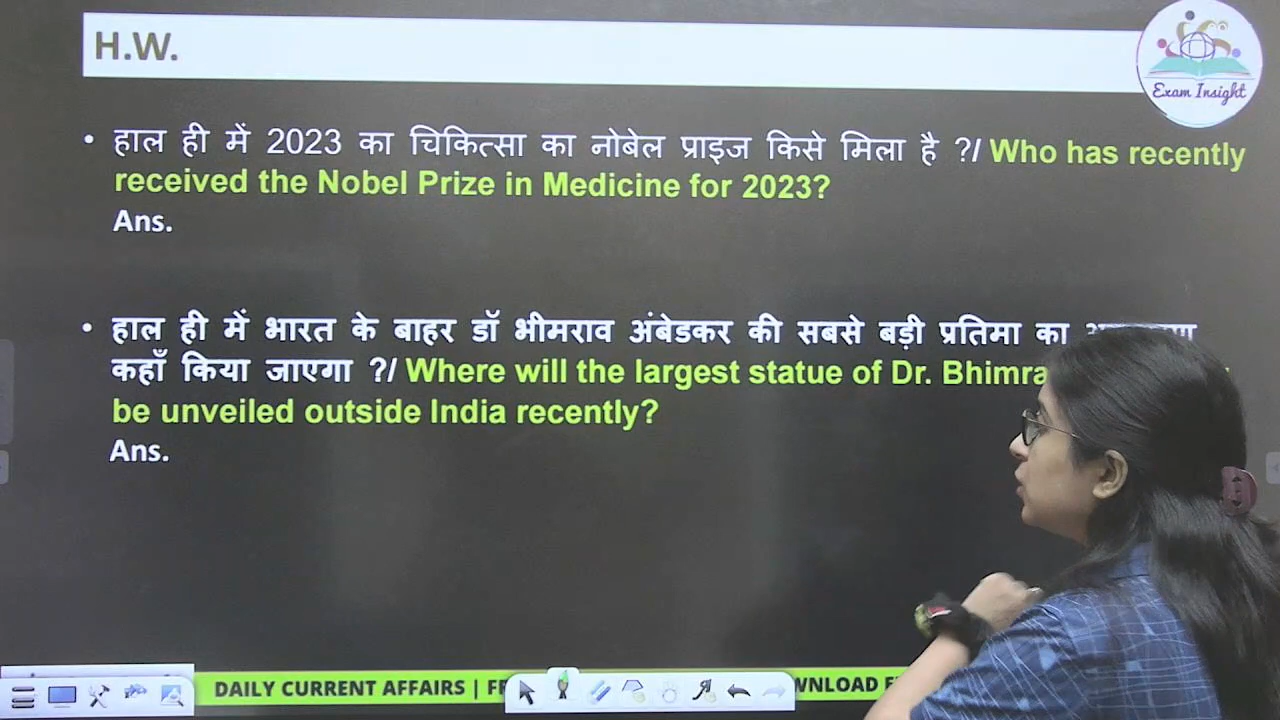 H.W.
Exam Insight
• हाल ही में 2023 का चिकित्सा का नोबेल प्राइज किसे मिला है ?/ Who has recently
received the Nobel Prize in Medicine for 2023?
Ans.
• हाल ही में भारत के बाहर डॉ भीमराव अंबेडकर की सबसे बड़ी प्रतिमा का
कहाँ किया जाएगा ?/ Where will the largest statue of Dr.
be unveiled outside India recently?
Ans.
DAILY CURRENT AFFAIRS |